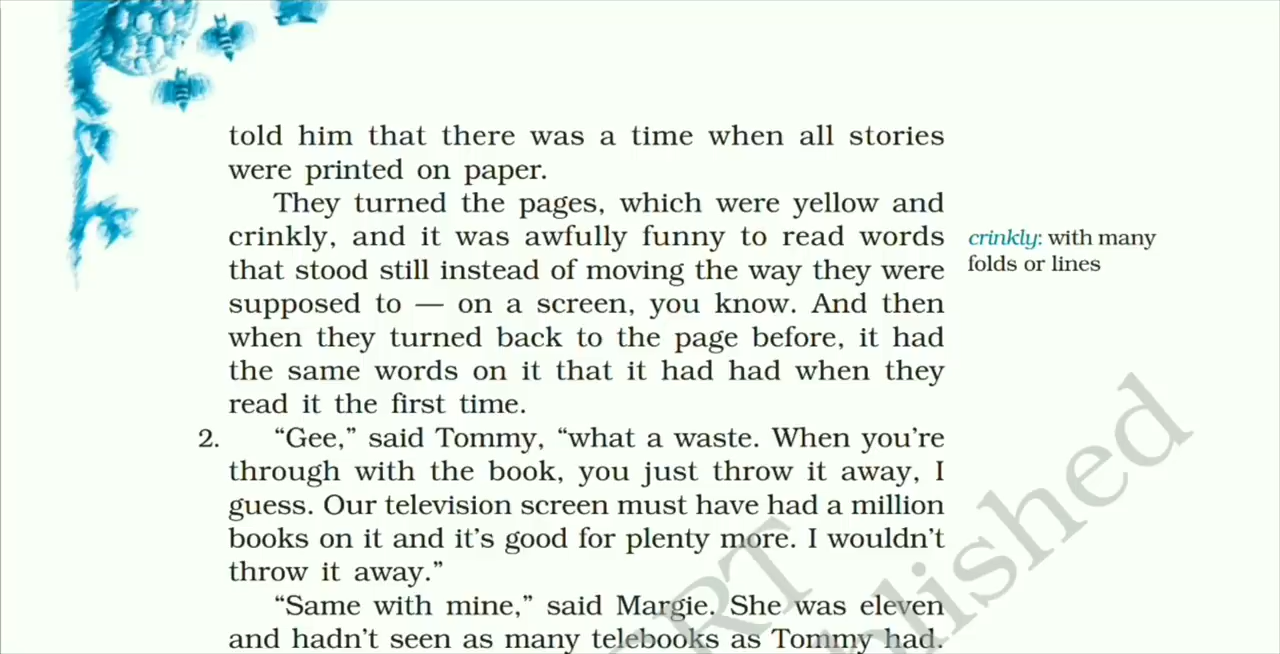 told him that there was a time when all stories
were printed on paper.
They turned the pages, which were yellow and
crinkly, and it was awfully funny to read words
that stood still instead of moving the way they were
supposed to — on a screen, you know. And then
when they turned back to the page before, it had
the same words on it that it had had when they
read it the first time.
crinkly: with many
folds or lines
2. “Gee,” said Tommy, “what a waste. When you’re
through with the book, you just throw it away, I
guess. Our television screen must have had a million
books on it and it’s good for plenty more. I wouldn’t
throw it away.”
“Same with mine,” said Margie. She was eleven
and hadn't seen as many telebooks as Tommy had.